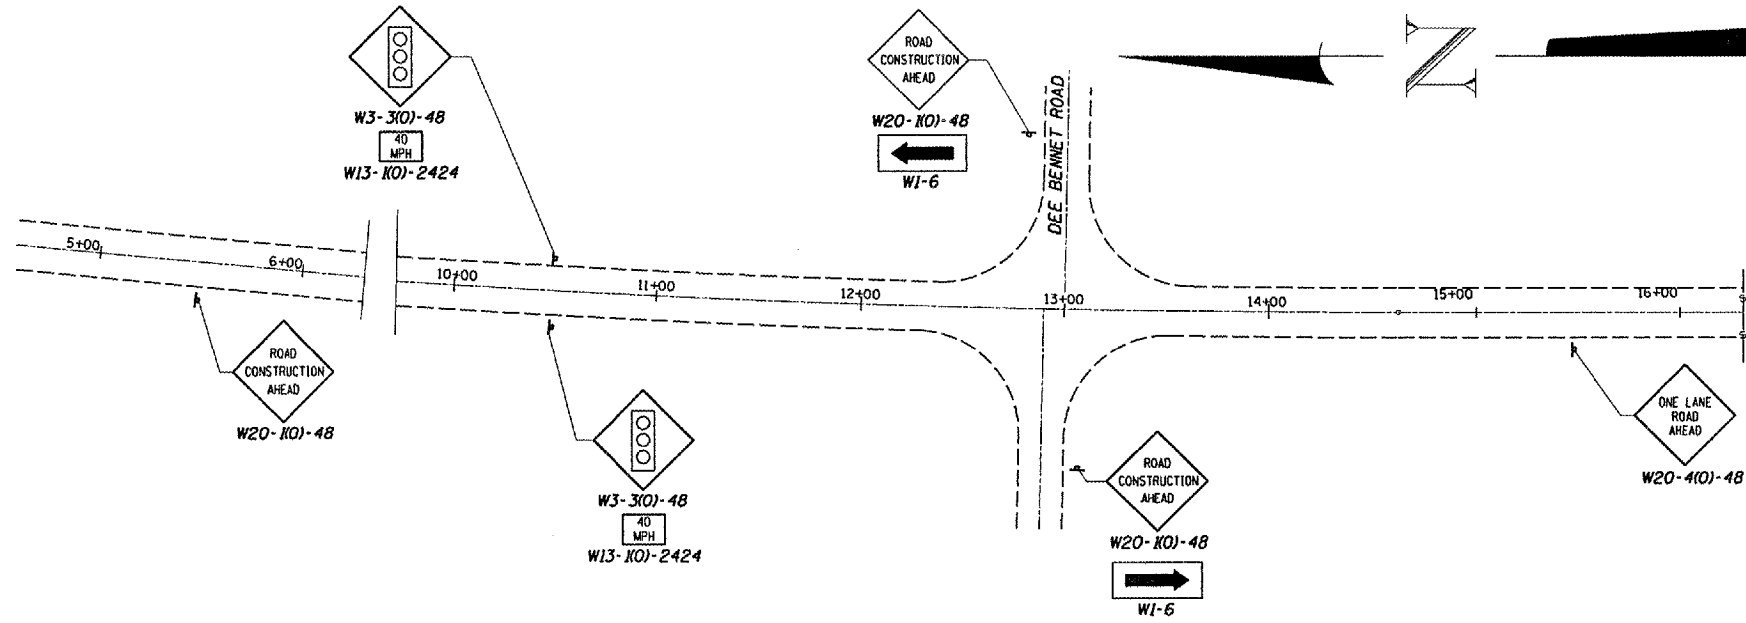 W3-3(O)-48
40
MPH
W13-1(O)-2424
ROAD
CONSTRUCTION
AHEAD
W20-1(O)-48
W1-6
DEE BENNET ROAD
N
5+00
6+00
10+00
11+00
12+00
13+00
14+00
15+00
16+00
ROAD
CONSTRUCTION
AHEAD
W20-1(O)-48
W3-3(O)-48
40
MPH
W13-1(O)-2424
ROAD
CONSTRUCTION
AHEAD
W20-1(O)-48
W1-6
ONE LANE
ROAD
AHEAD
W20-4(O)-48